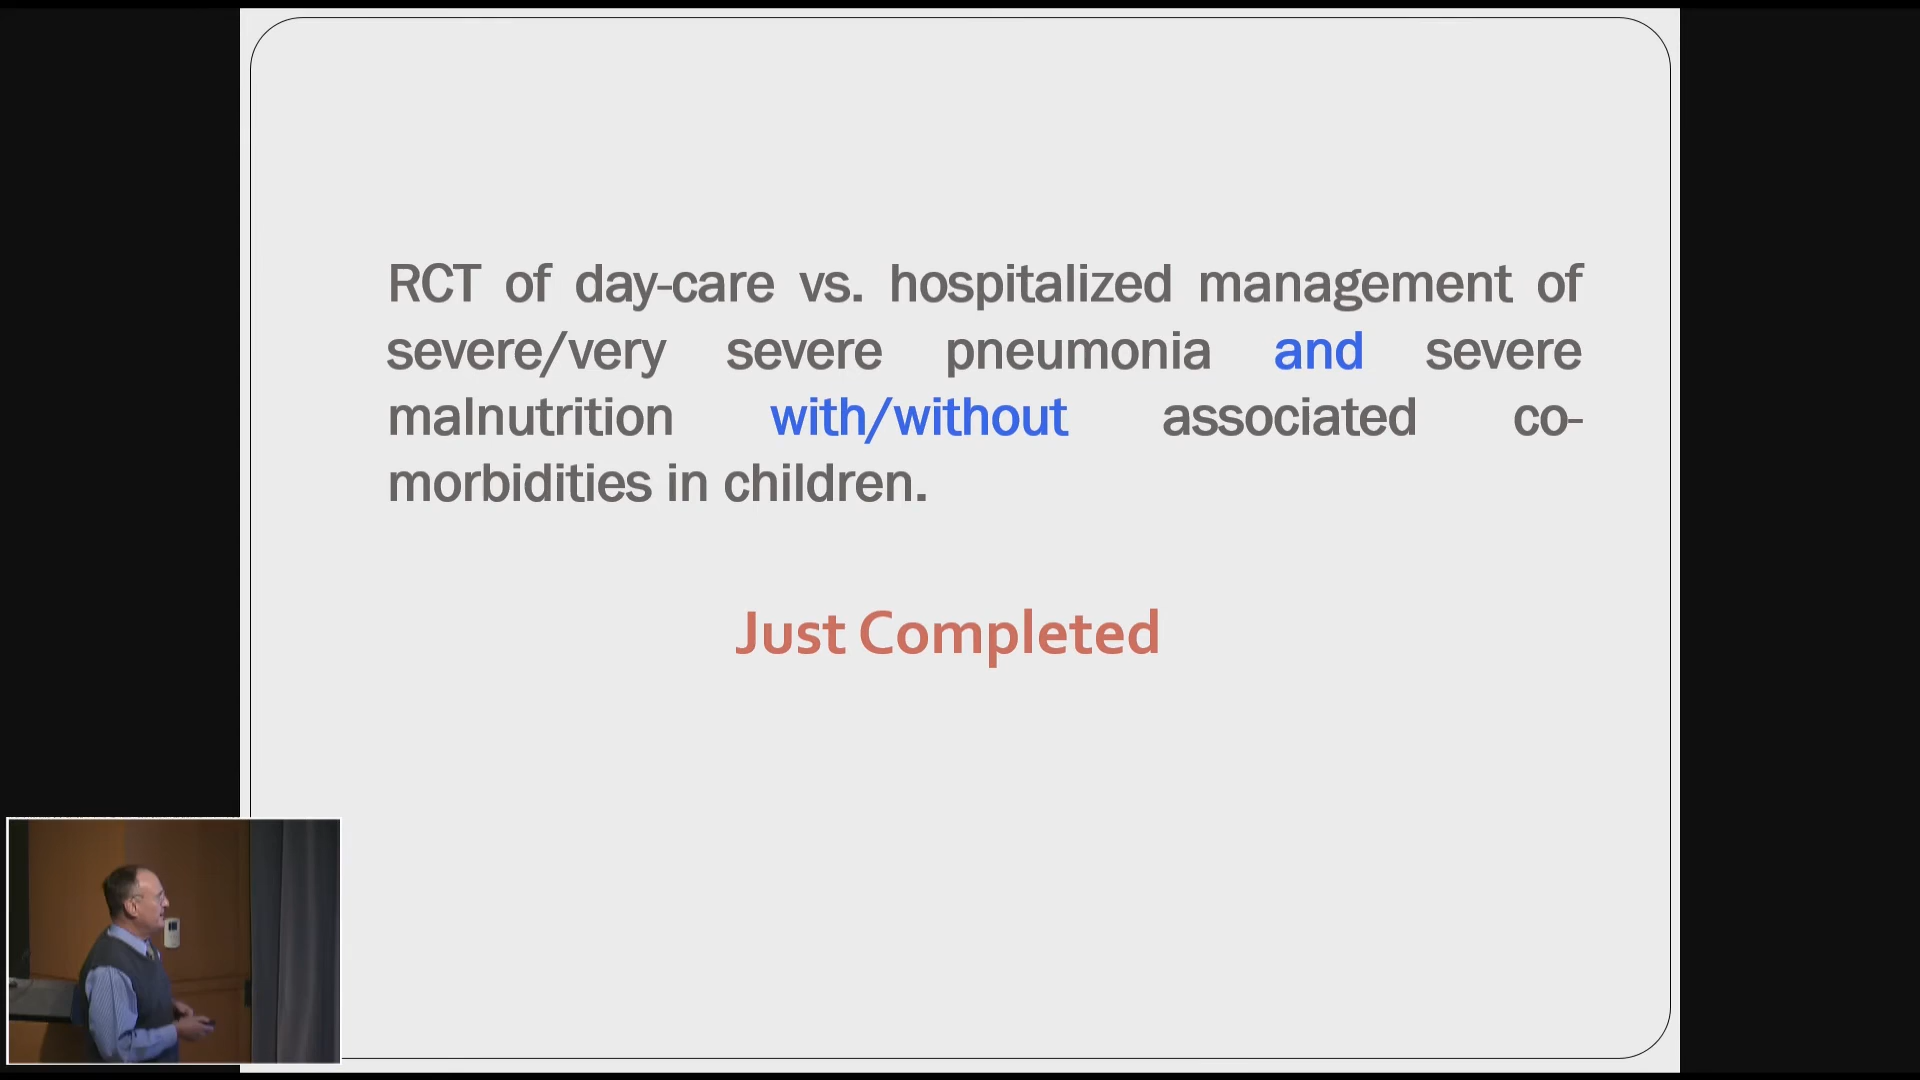 RCT of day-care vs. hospitalized management of
severe/very severe pneumonia and severe
malnutrition with/without associated co-
morbidities in children.
Just Completed